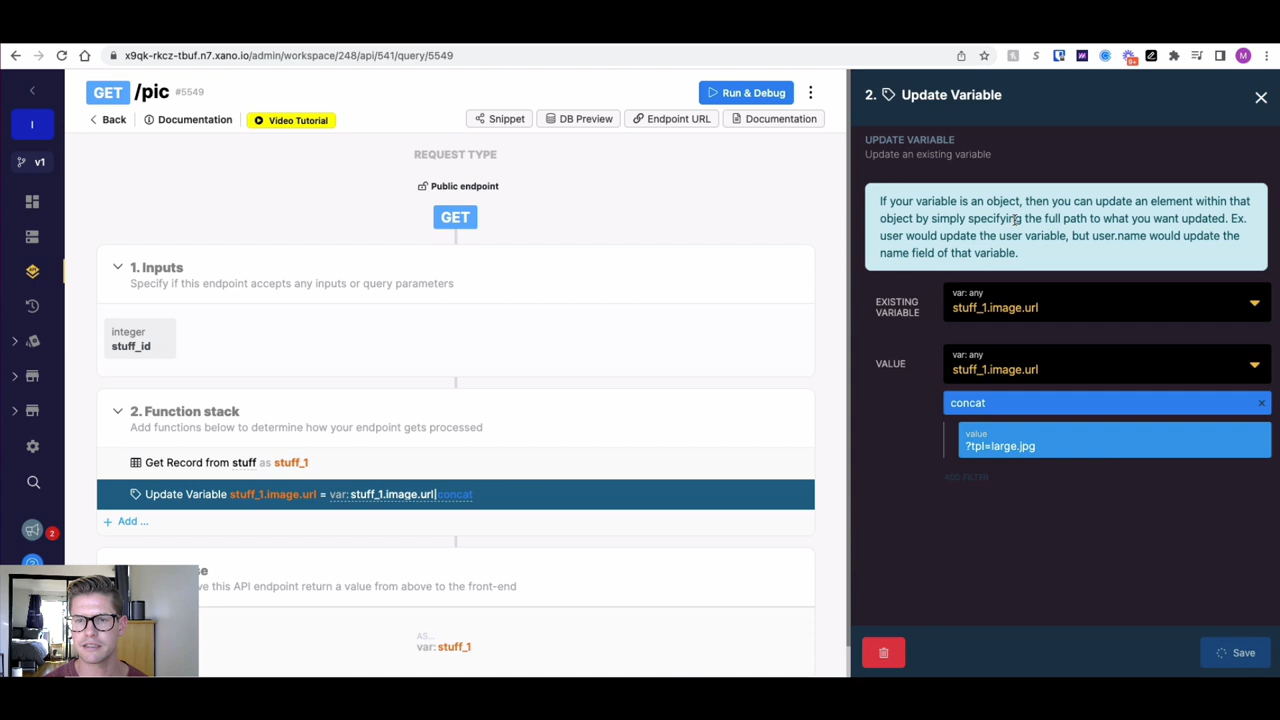 x9qk-rkcz-tbuf.n7.xano.io/admin/workspace/248/api/541/query/5549
S
9+
M
GET /pic #5549
Run & Debug
Back
Documentation
Video Tutorial
Snippet
DB Preview
Endpoint URL
Documentation
I
v1
2
REQUEST TYPE
Public endpoint
GET
1. Inputs
Specify if this endpoint accepts any inputs or query parameters
integer
stuff_id
2. Function stack
Add functions below to determine how your endpoint gets processed
Get Record from stuff as stuff_1
Update Variable stuff_1.image.url = var: stuff_1.image.url|concat
+ Add ...
se
ve this API endpoint return a value from above to the front-end
AS...
var: stuff_1
2. Update Variable
UPDATE VARIABLE
Update an existing variable
If your variable is an object, then you can update an element within that
object by simply specifying the full path to what you want updated. Ex.
user would update the user variable, but user.name would update the
name field of that variable.
EXISTING
VARIABLE
var: any
stuff_1.image.url
VALUE
var: any
stuff_1.image.url
concat
value
?tpl=large.jpg
ADD FILTER
Save